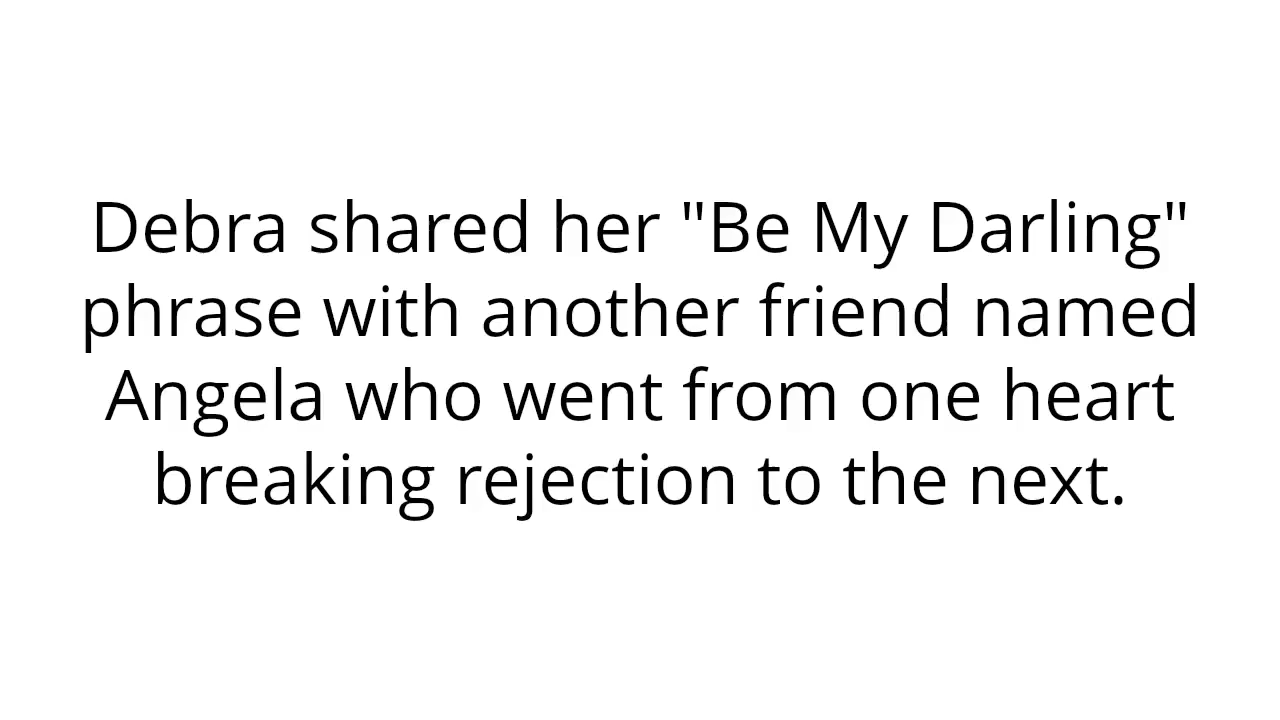 Debra shared her "Be My Darling"
phrase with another friend named
Angela who went from one heart
breaking rejection to the next.